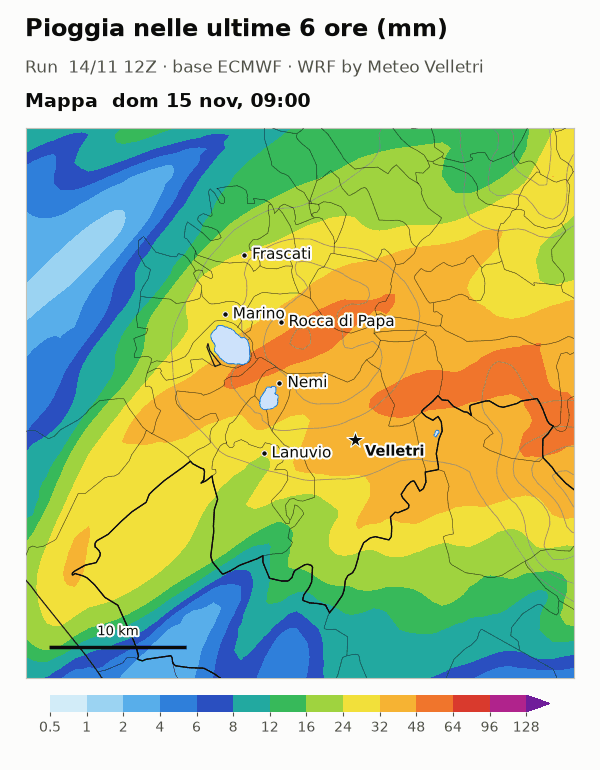 Pioggia nelle ultime 6 ore (mm)
Run  14/11 12Z · base ECMWF · WRF by Meteo Velletri
Mappa  dom 15 nov, 09:00
Frascati
Marino
Rocca di Papa
Nemi
Velletri
Lanuvio
10 km
0.5 1 2 4 6 8 12 16 24 32 48 64 96 128